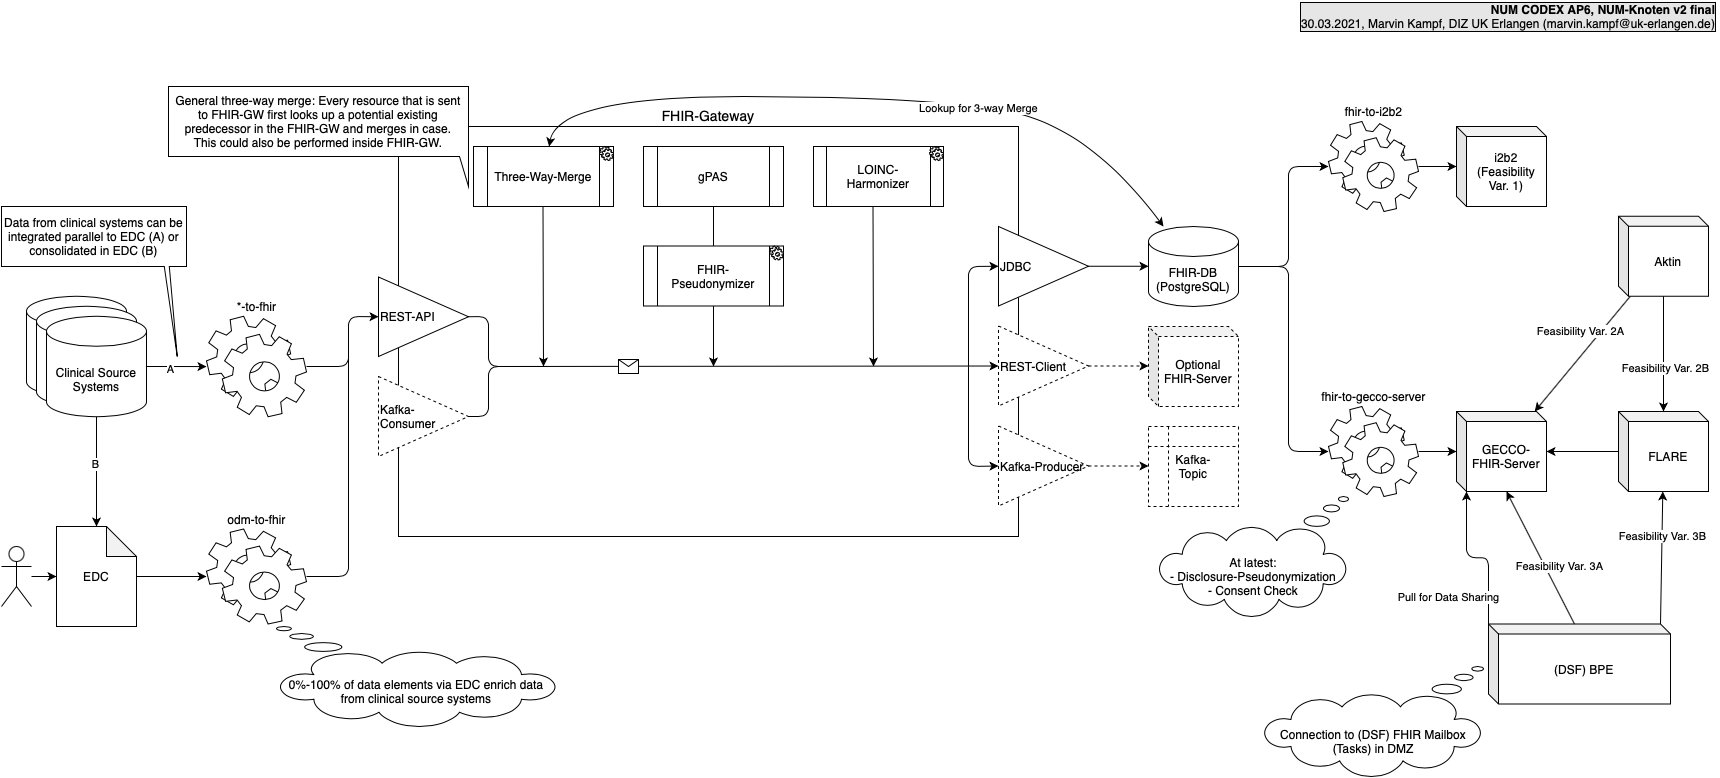 NUM CODEX AP6, NUM-Knoten v2 final
30.03.2021, Marvin Kampf, DIZ UK Erlangen (marvin.kampf@uk-erlangen.de)
General three-way merge: Every resource that is sent
to FHIR-GW first looks up a potential existing
predecessor in the FHIR-GW and merges in case.
This could also be performed inside FHIR-GW.
FHIR-Gateway
Lookup for 3-way Merge
Three-Way-Merge
gPAS
LOINC-
Harmonizer
FHIR-
Pseudonymizer
Data from clinical systems can be
integrated parallel to EDC (A) or
consolidated in EDC (B)
Clinical Source
Systems
A
B
*-to-fhir
REST-API
Kafka-
Consumer
EDC
odm-to-fhir
0%-100% of data elements via EDC enrich data
from clinical source systems
JDBC
REST-Client
Kafka-Producer
FHIR-DB
(PostgreSQL)
Optional
FHIR-Server
Kafka-
Topic
fhir-to-i2b2
i2b2
(Feasibility
Var. 1)
Aktin
Feasibility Var. 2A
Feasibility Var. 2B
fhir-to-gecco-server
GECCO-
FHIR-Server
FLARE
At latest:
- Disclosure-Pseudonymization
- Consent Check
Feasibility Var. 3B
Feasibility Var. 3A
Pull for Data Sharing
(DSF) BPE
Connection to (DSF) FHIR Mailbox
(Tasks) in DMZ